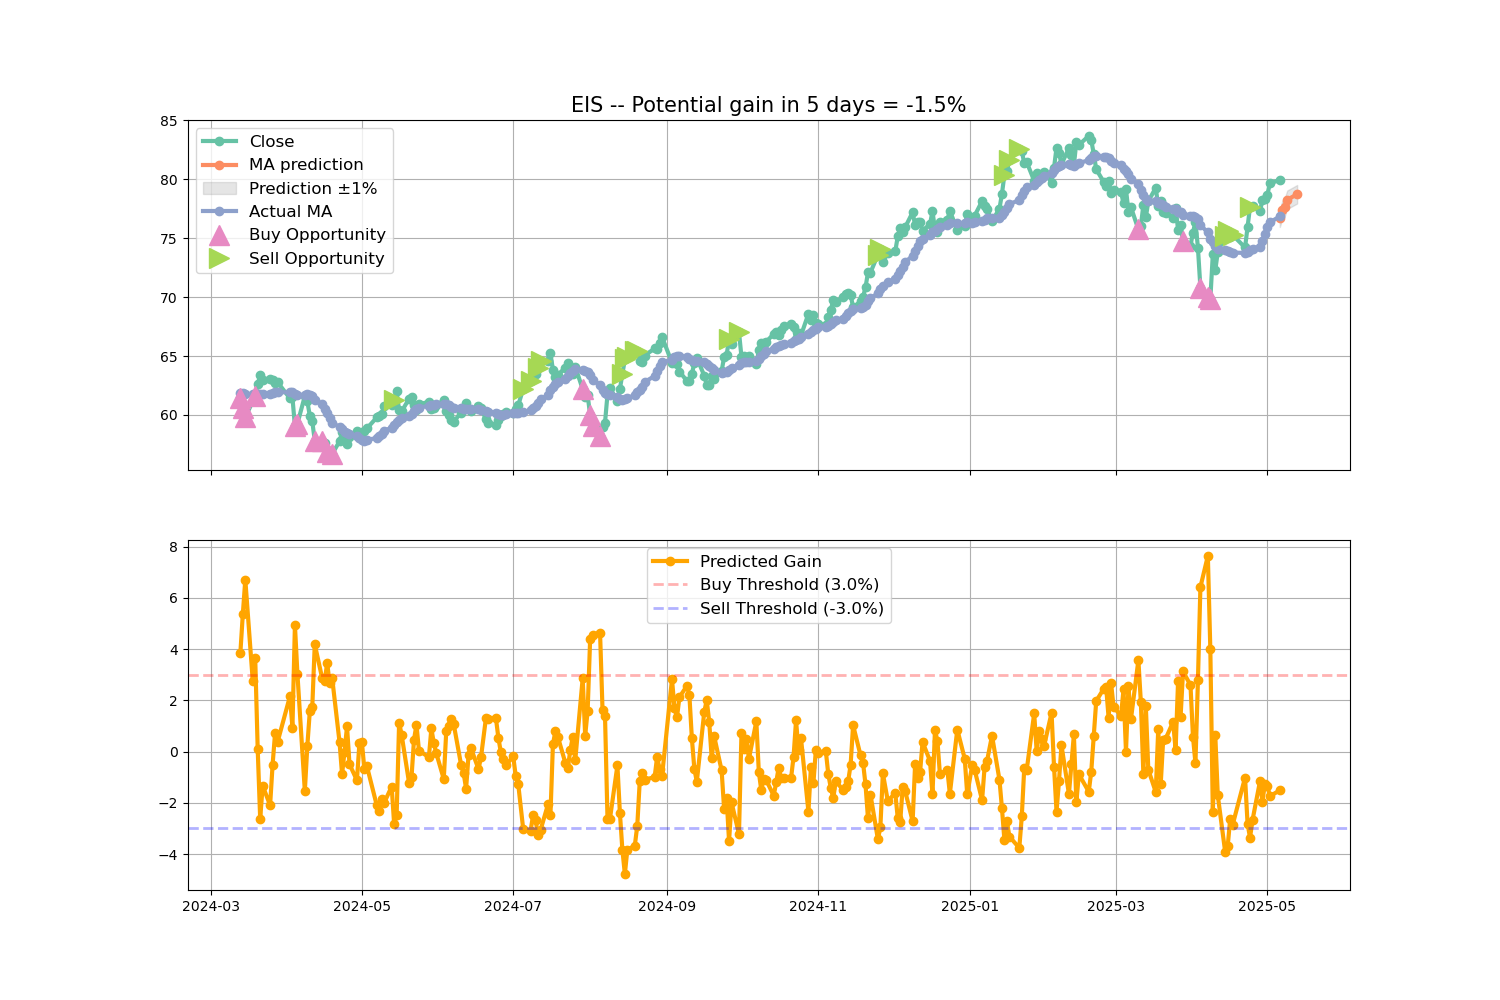 EIS -- Potential gain in 5 days = -1.5%
85
80
75
70
65
60
Close
MA prediction
Prediction ±1%
Actual MA
Buy Opportunity
Sell Opportunity
8
6
4
2
0
−2
−4
Predicted Gain
Buy Threshold (3.0%)
Sell Threshold (-3.0%)
2024-03 2024-05 2024-07 2024-09 2024-11 2025-01 2025-03 2025-05